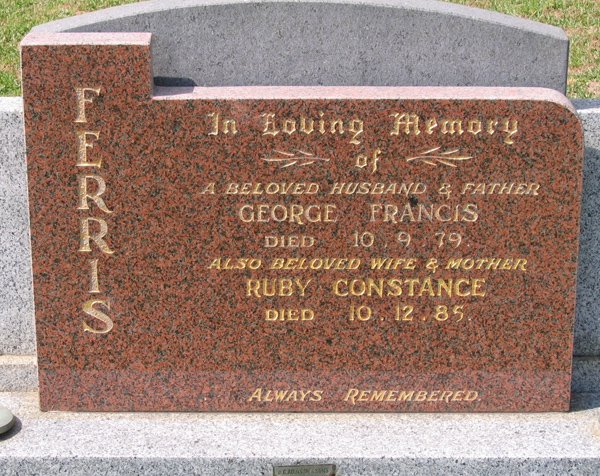 FERRIS
In Loving Memory
of
A BELOVED HUSBAND & FATHER
GEORGE FRANCIS
DIED 10.9.79.
ALSO BELOVED WIFE & MOTHER
RUBY CONSTANCE
DIED 10.12.85.
ALWAYS REMEMBERED.